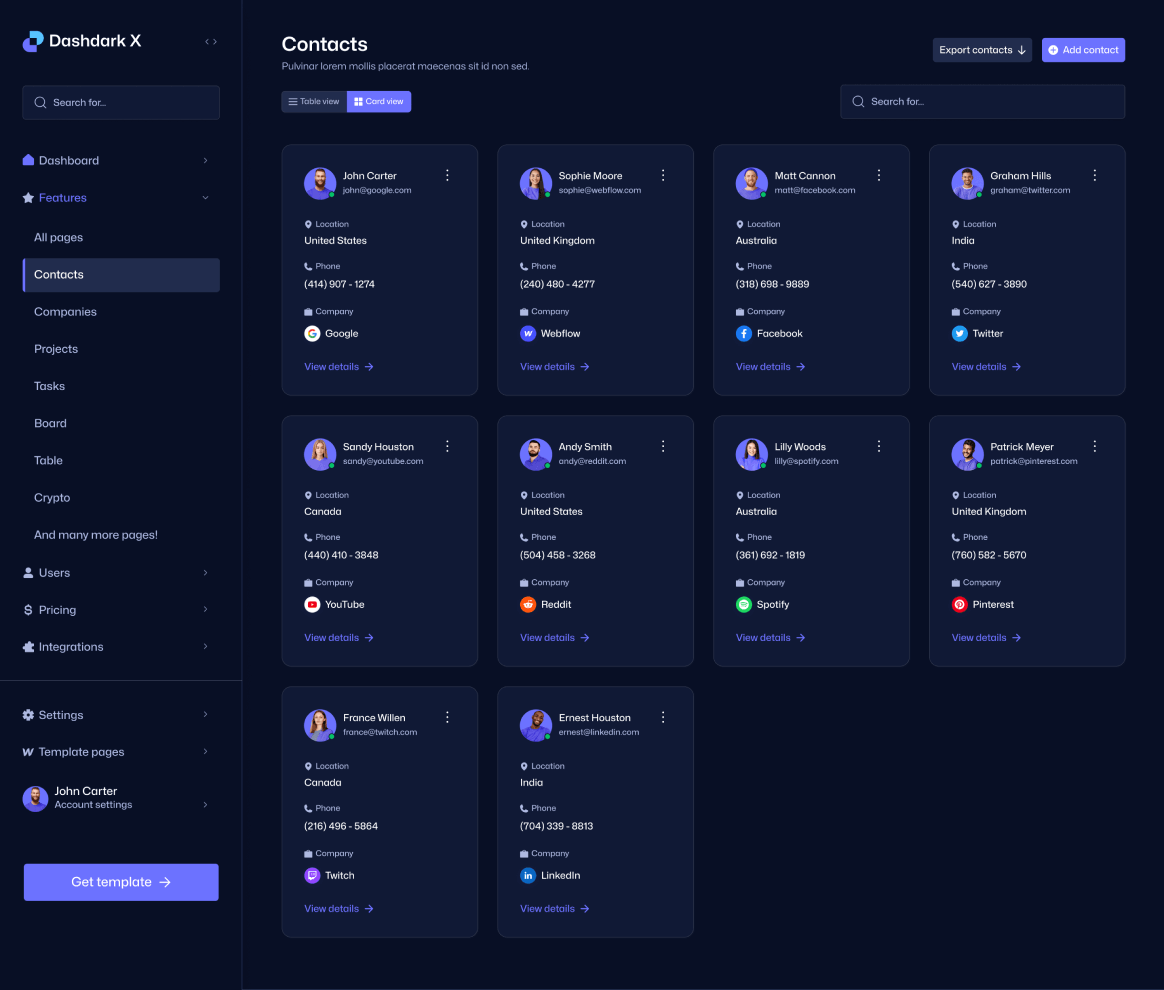 Dashdark X
Search for...
Dashboard
Features
All pages
Contacts
Companies
Projects
Tasks
Board
Table
Crypto
And many more pages!
Users
Pricing
Integrations
Settings
Template pages
John Carter
Account settings
Get template
Contacts
Pulvinar lorem mollis placerat maecenas sit id non sed.
Export contacts
Add contact
Table view
Card view
Search for...
John Carter
john@google.com
Location
United States
Phone
(414) 907 - 1274
Company
Google
View details
Sophie Moore
sophie@webflow.com
Location
United Kingdom
Phone
(240) 480 - 4277
Company
Webflow
View details
Matt Cannon
matt@facebook.com
Location
Australia
Phone
(318) 698 - 9889
Company
Facebook
View details
Graham Hills
graham@twitter.com
Location
India
Phone
(540) 627 - 3890
Company
Twitter
View details
Sandy Houston
sandy@youtube.com
Location
Canada
Phone
(440) 410 - 3848
Company
YouTube
View details
Andy Smith
andy@reddit.com
Location
United States
Phone
(504) 458 - 3268
Company
Reddit
View details
Lilly Woods
lilly@spotify.com
Location
Australia
Phone
(361) 692 - 1819
Company
Spotify
View details
Patrick Meyer
patrick@pinterest.com
Location
United Kingdom
Phone
(760) 582 - 5670
Company
Pinterest
View details
France Willen
france@twitch.com
Location
Canada
Phone
(216) 496 - 5864
Company
Twitch
View details
Ernest Houston
ernest@linkedin.com
Location
India
Phone
(704) 339 - 8813
Company
LinkedIn
View details